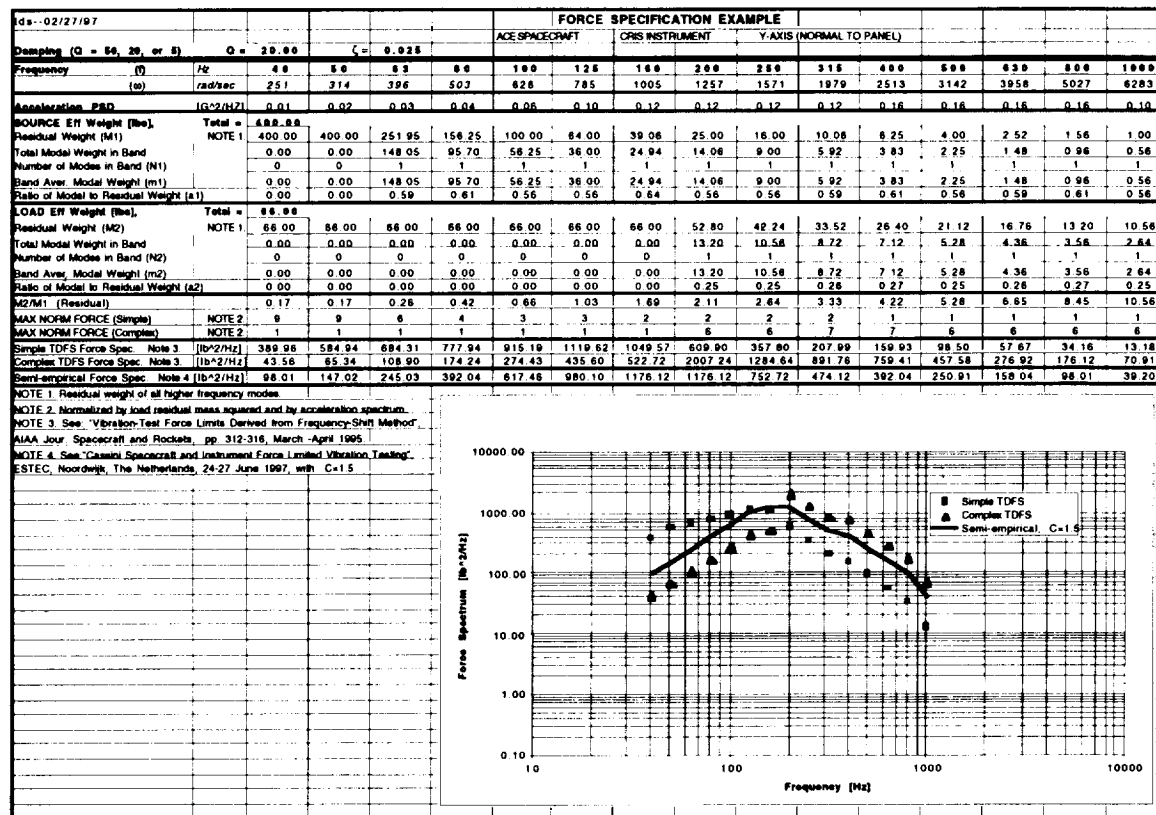 lds--02/27/97 FORCE SPECIFICATION EXAMPLE
ACE SPACECRAFT CRIS INSTRUMENT Y-AXIS (NORMAL TO PANEL)
Damping (Q = 50, 20, or 5) Q = 20.00 ζ = 0.025
Frequency (f) Hz 40 50 63 80 100 125 160 200 250 315 400 500 630 800 1000
(ω) rad/sec 251 314 396 503 628 785 1005 1257 1571 1979 2513 3142 3958 5027 6283
Acceleration PSD [G^2/HZ] 0.01 0.02 0.03 0.04 0.06 0.10 0.12 0.12 0.12 0.12 0.16 0.16 0.16 0.16 0.10
SOURCE Eff Weight [lbs], Total = 400.00
Residual Weight (M1) NOTE 1 400.00 400.00 251.95 156.25 100.00 64.00 39.06 25.00 16.00 10.08 6.25 4.00 2.52 1.56 1.00
Total Modal Weight in Band 0.00 0.00 148.05 95.70 56.25 36.00 24.94 14.06 9.00 5.92 3.83 2.25 1.48 0.96 0.56
Number of Modes in Band (N1) 0 0 1 1 1 1 1 1 1 1 1 1 1 1 1
Band Aver. Modal Weight (m1) 0.00 0.00 148.05 95.70 56.25 36.00 24.94 14.06 9.00 5.92 3.83 2.25 1.48 0.96 0.56
Ratio of Modal to Residual Weight (a1) 0.00 0.00 0.59 0.61 0.56 0.56 0.64 0.56 0.56 0.59 0.61 0.56 0.59 0.61 0.56
LOAD Eff Weight [lbs], Total = 66.00
Residual Weight (M2) NOTE 1 66.00 66.00 66.00 66.00 66.00 66.00 66.00 52.80 42.24 33.52 26.40 21.12 16.76 13.20 10.56
Total Modal Weight in Band 0.00 0.00 0.00 0.00 0.00 0.00 0.00 13.20 10.56 8.72 7.12 5.28 4.36 3.56 2.64
Number of Modes in Band (N2) 0 0 0 0 0 0 0 1 1 1 1 1 1 1 1
Band Aver. Modal Weight (m2) 0.00 0.00 0.00 0.00 0.00 0.00 0.00 13.20 10.56 8.72 7.12 5.28 4.36 3.56 2.64
Ratio of Modal to Residual Weight (a2) 0.00 0.00 0.00 0.00 0.00 0.00 0.00 0.25 0.25 0.26 0.27 0.25 0.26 0.27 0.25
M2/M1 (Residual) 0.17 0.17 0.26 0.42 0.66 1.03 1.69 2.11 2.64 3.33 4.22 5.28 6.65 8.45 10.56
MAX NORM FORCE (Simple) NOTE 2 9 9 6 4 3 3 2 2 2 2 1 1 1 1 1
MAX NORM FORCE (Complex) NOTE 2 1 1 1 1 1 1 1 6 6 7 7 6 6 6 6
Simple TDFS Force Spec. Note 3. [lb^2/Hz] 389.96 584.94 684.31 777.94 915.19 1119.62 1049.57 609.90 357.80 207.99 159.93 98.50 57.67 34.16 13.18
Complex TDFS Force Spec. Note 3. [lb^2/Hz] 43.56 65.34 108.90 174.24 274.43 435.60 522.72 2007.24 1284.64 891.76 759.41 457.58 276.92 176.12 70.91
Semi-empirical Force Spec. Note 4 [lb^2/Hz] 98.01 147.02 245.03 392.04 617.46 980.10 1176.12 1176.12 752.72 474.12 392.04 250.91 158.04 98.01 39.20
NOTE 1. Residual weight of all higher frequency modes.
NOTE 2. Normalized by load residual mass squared and by acceleration spectrum.
NOTE 3. See: "Vibration-Test Force Limits Derived from Frequency-Shift Method",
AIAA Jour. Spacecraft and Rockets, pp. 312-316, March -April 1995.
NOTE 4. See "Cassini Spacecraft and Instrument Force Limited Vibration Testing",
ESTEC, Noordwijk, The Netherlands, 24-27 June 1997, with C=1.5
10000.00
1000.00
100.00
10.00
1.00
0.10
Force Spectrum [lb^2/Hz]
Simple TDFS
Complex TDFS
Semi-empirical, C=1.5
10 100 1000 10000
Frequency [Hz]